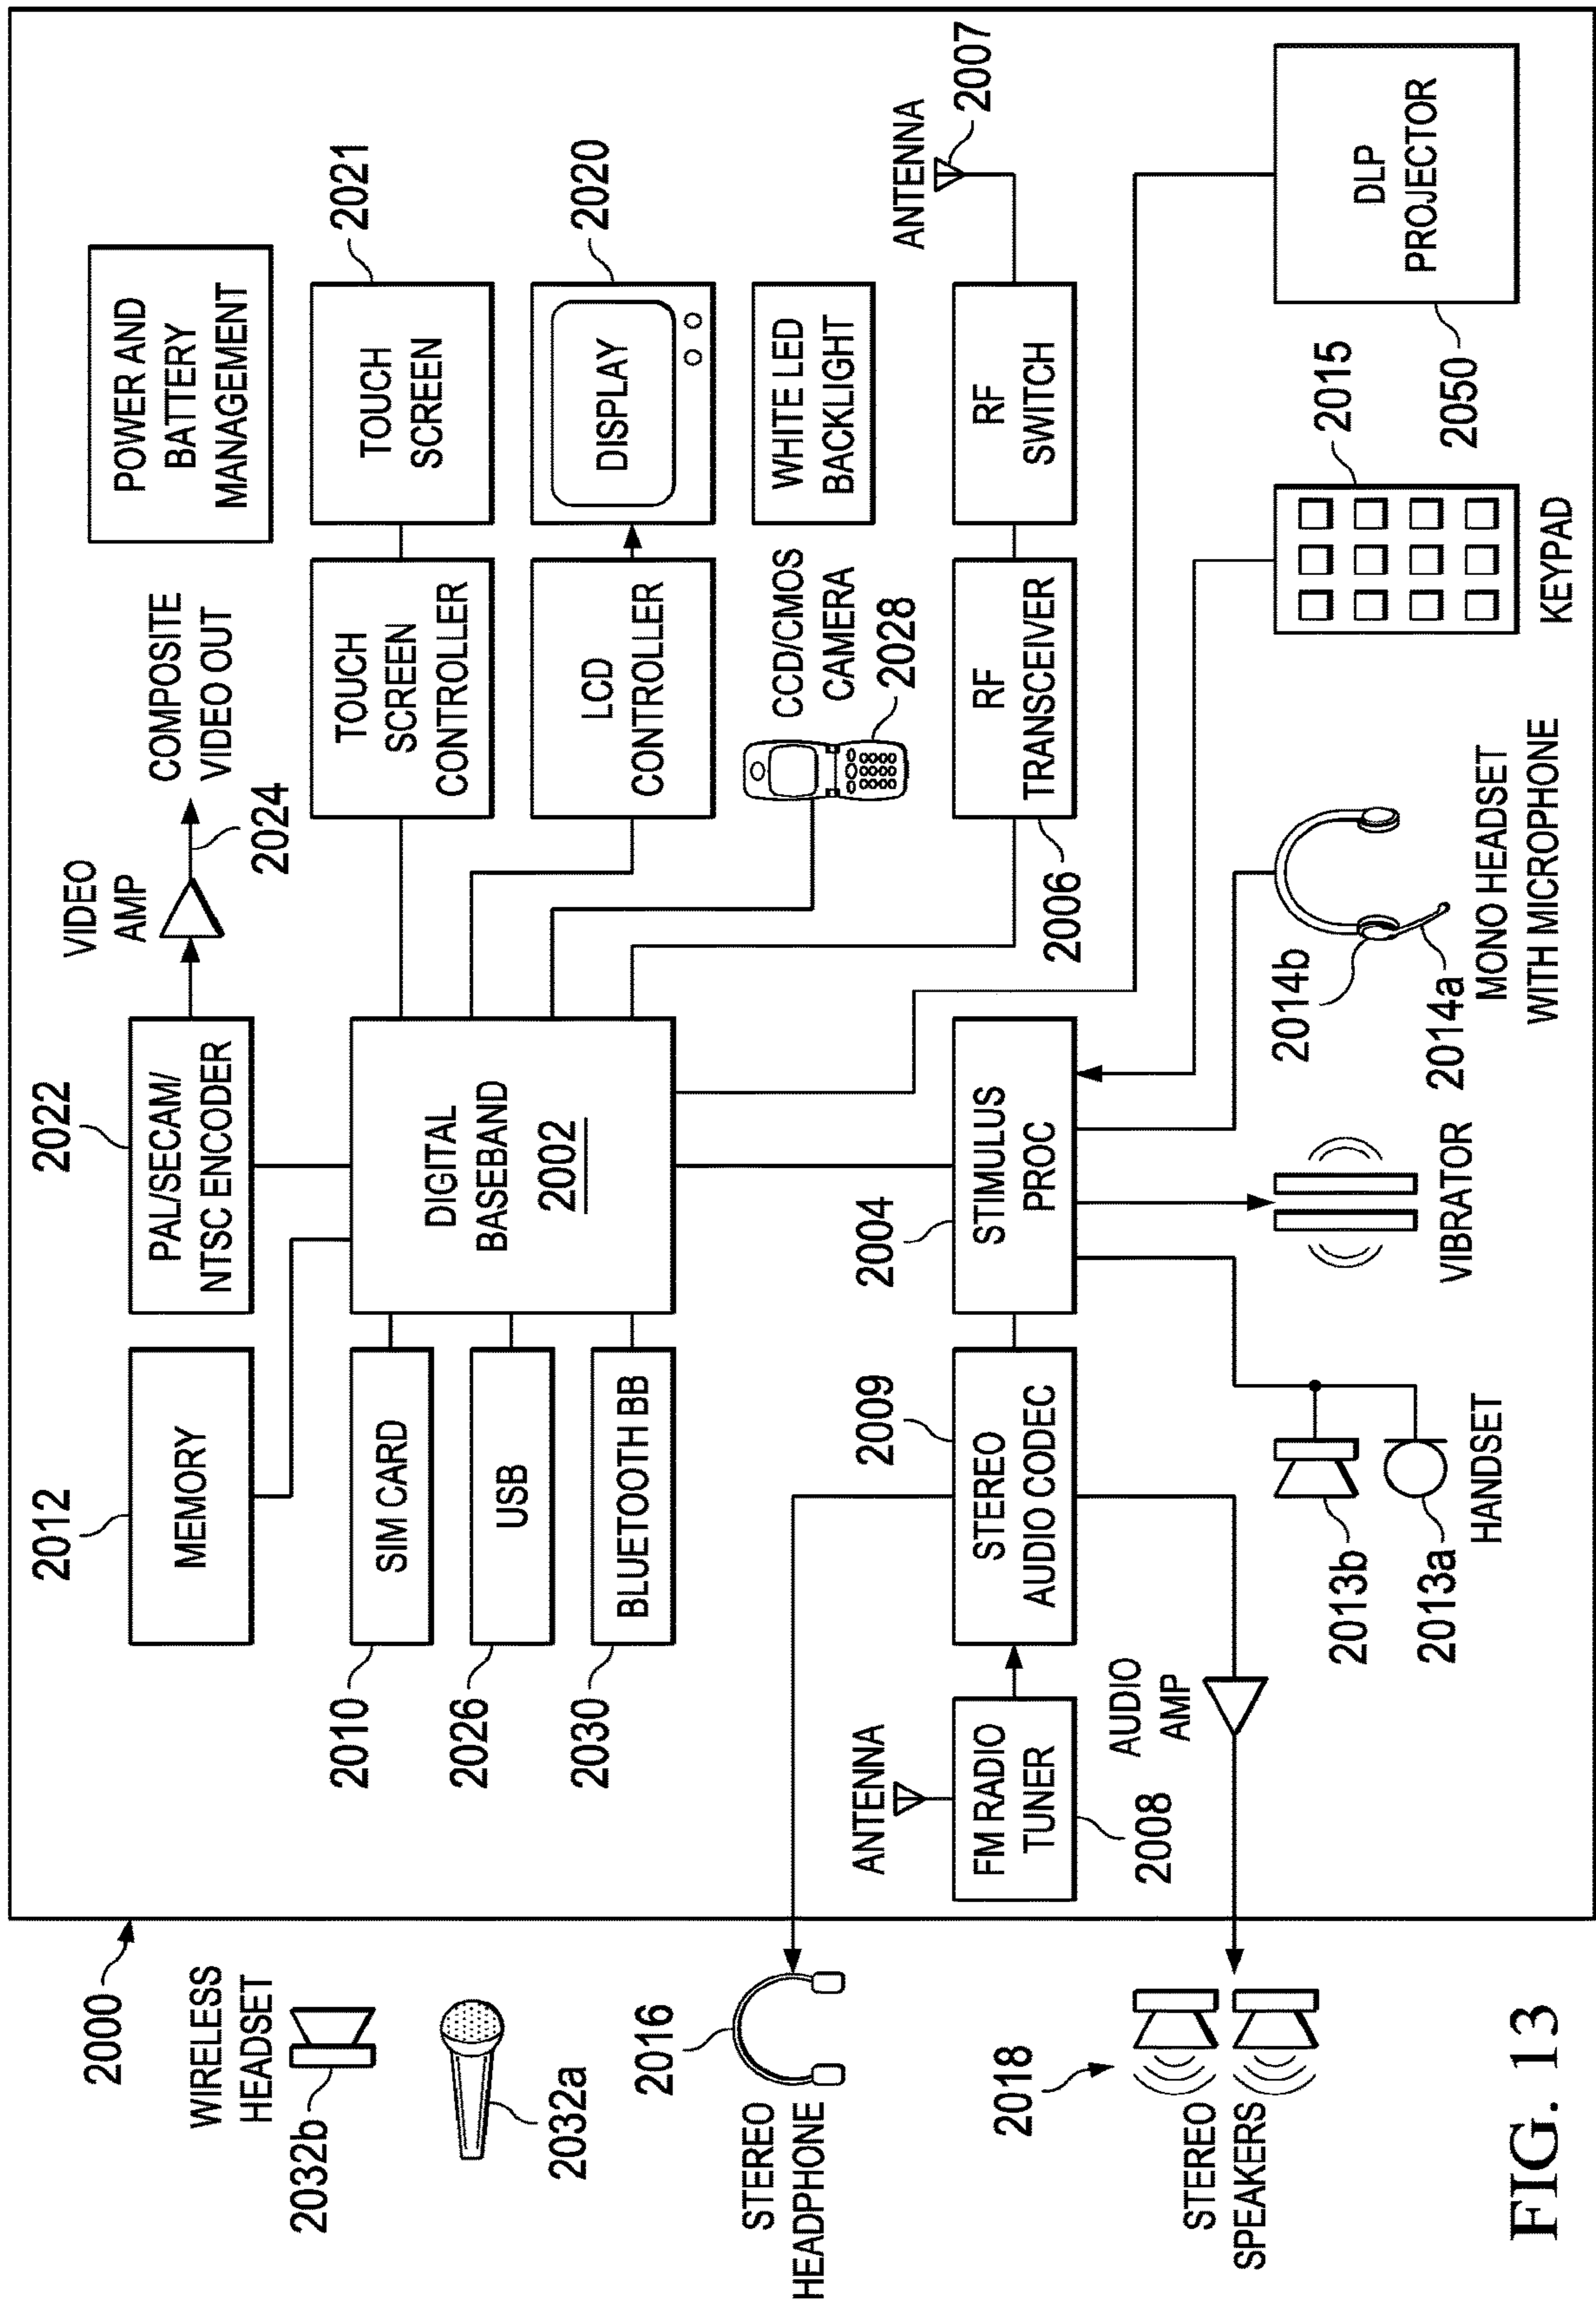 2000
WIRELESS
HEADSET
2032b
2032a
2016
STEREO
HEADPHONE
2018
STEREO
SPEAKERS
2012
MEMORY
2022
PAL/SECAM/
NTSC ENCODER
VIDEO
AMP
2024
COMPOSITE
VIDEO OUT
POWER AND
BATTERY
MANAGEMENT
2010
SIM CARD
2026
USB
2030
BLUETOOTH BB
DIGITAL
BASEBAND
2002
TOUCH
SCREEN
CONTROLLER
TOUCH
SCREEN
2021
LCD
CONTROLLER
DISPLAY
2020
CCD/CMOS
CAMERA
2028
WHITE LED
BACKLIGHT
ANTENNA
FM RADIO
TUNER
2008
2009
STEREO
AUDIO CODEC
AUDIO
AMP
2004
STIMULUS
PROC
2006
RF
TRANSCEIVER
RF
SWITCH
ANTENNA
2007
2013b
2013a
HANDSET
VIBRATOR
2014b
2014a
MONO HEADSET
WITH MICROPHONE
2015
KEYPAD
2050
DLP
PROJECTOR
FIG. 13